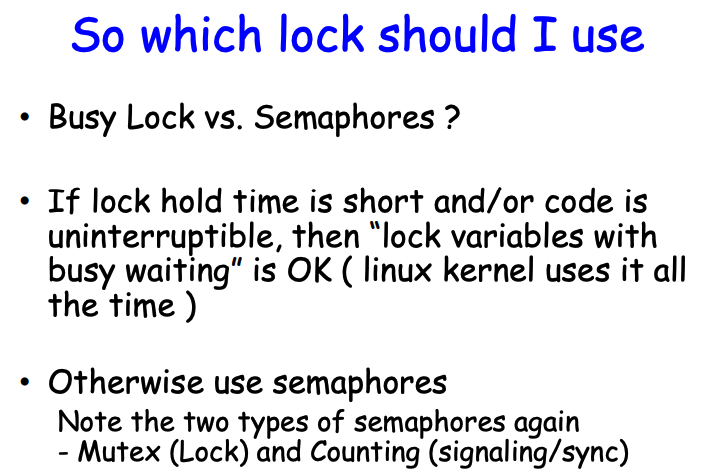 So which lock should I use
• Busy Lock vs. Semaphores ?
• If lock hold time is short and/or code is
uninterruptible, then “lock variables with
busy waiting” is OK ( linux kernel uses it all
the time )
• Otherwise use semaphores
Note the two types of semaphores again
- Mutex (Lock) and Counting (signaling/sync)